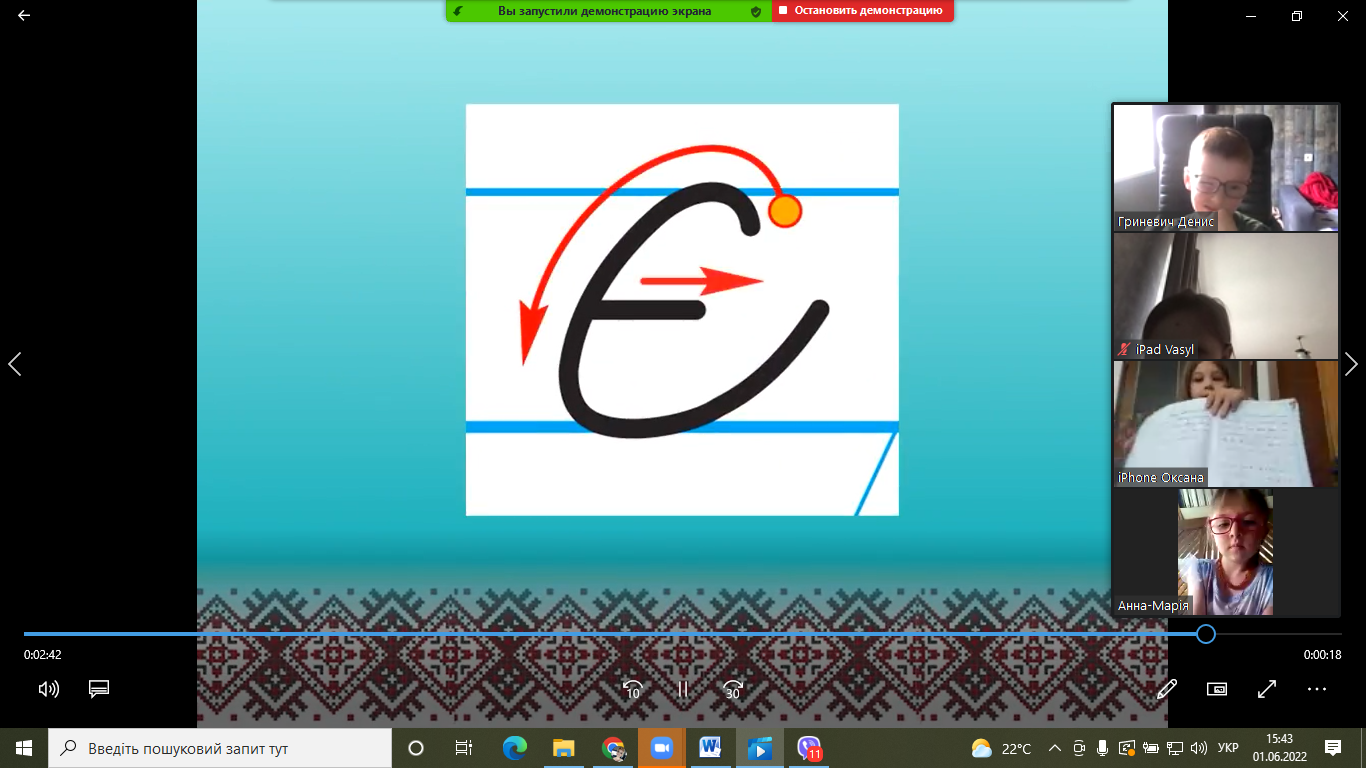 Вы запустили демонстрацию экрана
Остановить демонстрацию
Є
Гриневич Денис
iPad Vasyl
iPhone Оксана
Анна-Марія
0:02:42
0:00:18
10
30
Введіть пошуковий запит тут
W
11
22°C
УКР
15:43
01.06.2022